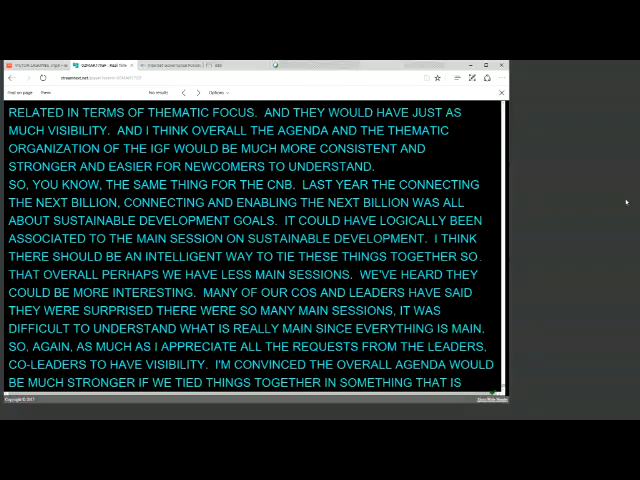 streamtext.net
Find on page
No results
Options
RELATED IN TERMS OF THEMATIC FOCUS.  AND THEY WOULD HAVE JUST AS
MUCH VISIBILITY.  AND I THINK OVERALL THE AGENDA AND THE THEMATIC
ORGANIZATION OF THE IGF WOULD BE MUCH MORE CONSISTENT AND
STRONGER AND EASIER FOR NEWCOMERS TO UNDERSTAND.
SO, YOU KNOW, THE SAME THING FOR THE CNB.  LAST YEAR THE CONNECTING
THE NEXT BILLION, CONNECTING AND ENABLING THE NEXT BILLION WAS ALL
ABOUT SUSTAINABLE DEVELOPMENT GOALS.  IT COULD HAVE LOGICALLY BEEN
ASSOCIATED TO THE MAIN SESSION ON SUSTAINABLE DEVELOPMENT.  I THINK
THERE SHOULD BE AN INTELLIGENT WAY TO TIE THESE THINGS TOGETHER SO
THAT OVERALL PERHAPS WE HAVE LESS MAIN SESSIONS.  WE'VE HEARD THEY
COULD BE MORE INTERESTING.  MANY OF OUR COS AND LEADERS HAVE SAID
THEY WERE SURPRISED THERE WERE SO MANY MAIN SESSIONS, IT WAS
DIFFICULT TO UNDERSTAND WHAT IS REALLY MAIN SINCE EVERYTHING IS MAIN.
SO, AGAIN, AS MUCH AS I APPRECIATE ALL THE REQUESTS FROM THE LEADERS,
CO-LEADERS TO HAVE VISIBILITY.  I'M CONVINCED THE OVERALL AGENDA WOULD
BE MUCH STRONGER IF WE TIED THINGS TOGETHER IN SOMETHING THAT IS
Copyright © 2017